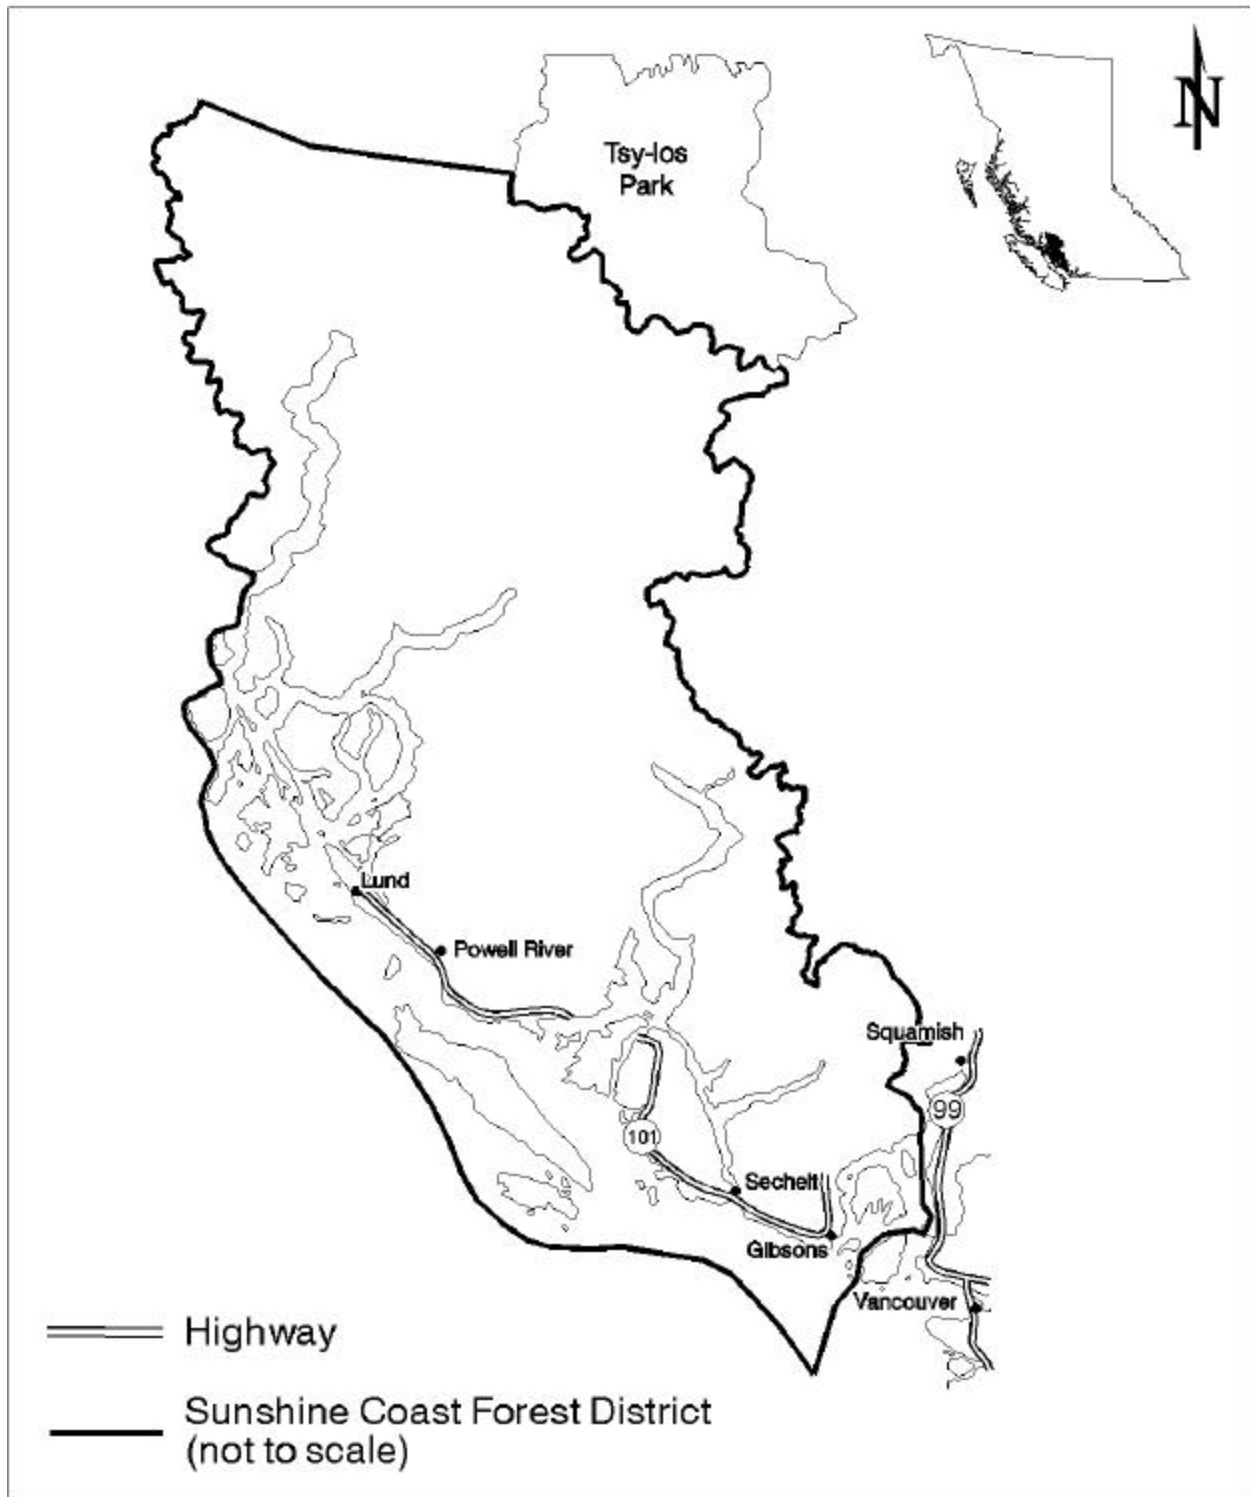 N
Tsy-los
Park
Lund
Powell River
Squamish
99
101
Sechelt
Gibsons
Vancouver
Highway
Sunshine Coast Forest District
(not to scale)